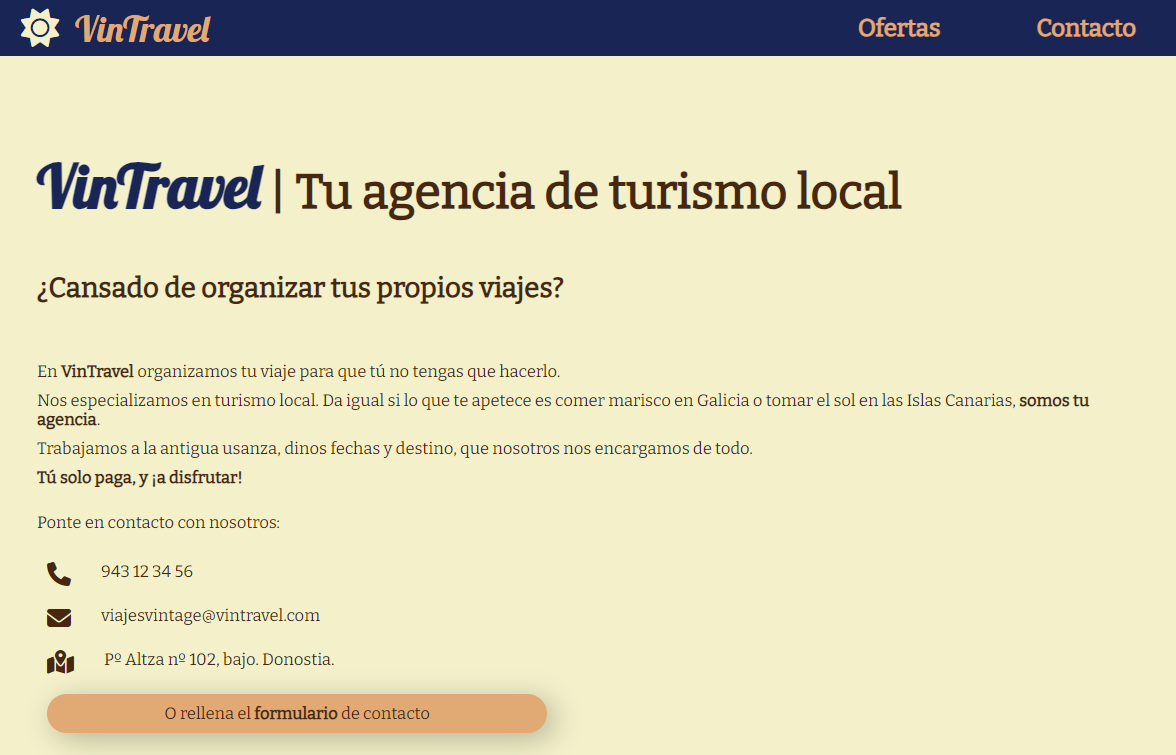 VinTravel
Ofertas
Contacto
VinTravel | Tu agencia de turismo local
¿Cansado de organizar tus propios viajes?
En VinTravel organizamos tu viaje para que tú no tengas que hacerlo.
Nos especializamos en turismo local. Da igual si lo que te apetece es comer marisco en Galicia o tomar el sol en las Islas Canarias, somos tu
agencia.
Trabajamos a la antigua usanza, dinos fechas y destino, que nosotros nos encargamos de todo.
Tú solo paga, y ¡a disfrutar!
Ponte en contacto con nosotros:
943 12 34 56
viajesvintage@vintravel.com
Pº Altza nº 102, bajo. Donostia.
O rellena el formulario de contacto